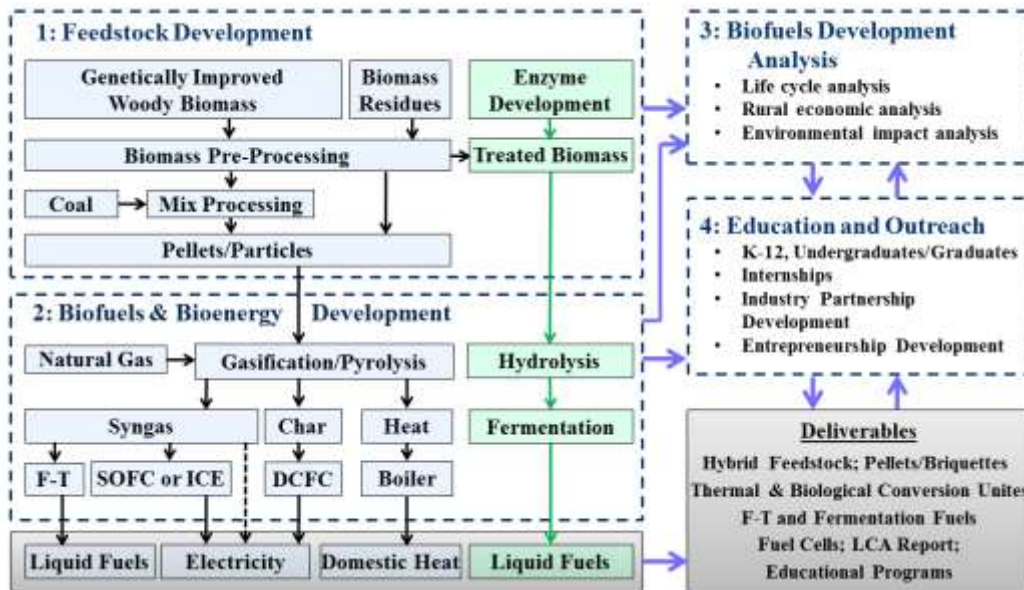 1: Feedstock Development
Genetically Improved
Woody Biomass
Biomass
Residues
Enzyme
Development
Biomass Pre-Processing
Treated Biomass
Coal
Mix Processing
Pellets/Particles
2: Biofuels & Bioenergy Development
Natural Gas
Gasification/Pyrolysis
Hydrolysis
Syngas
Char
Heat
Fermentation
F-T
SOFC or ICE
DCFC
Boiler
Liquid Fuels
Electricity
Domestic Heat
Liquid Fuels
3: Biofuels Development
Analysis
• Life cycle analysis
• Rural economic analysis
• Environmental impact analysis
4: Education and Outreach
• K-12, Undergraduates/Graduates
• Internships
• Industry Partnership
Development
• Entrepreneurship Development
Deliverables
Hybrid Feedstock; Pellets/Briquettes
Thermal & Biological Conversion Unites
F-T and Fermentation Fuels
Fuel Cells; LCA Report;
Educational Programs